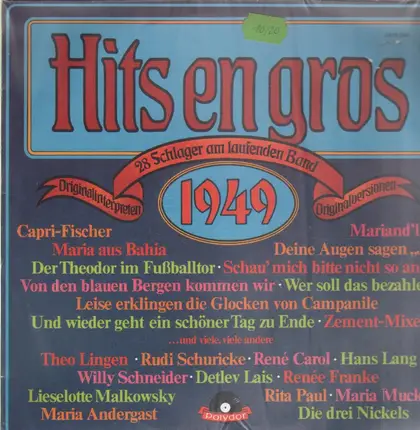 Hits en gros
28 Schlager am laufenden Band
Originalinterpreten
1949
Originalversionen
Capri-Fischer
Mariand'l
Maria aus Bahia
Deine Augen sagen
Der Theodor im Fußballtor · Schau' mich bitte nicht so an
Von den blauen Bergen kommen wir · Wer soll das bezahle
Leise erklingen die Glocken von Campanile
Und wieder geht ein schöner Tag zu Ende · Zement-Mixe
...und viele, viele andere
Theo Lingen · Rudi Schuricke · René Carol · Hans Lang
Willy Schneider · Detlev Lais · Renée Franke
Lieselotte Malkowsky
Rita Paul · Maria Muck
Maria Andergast
Die drei Nickels
Polydor